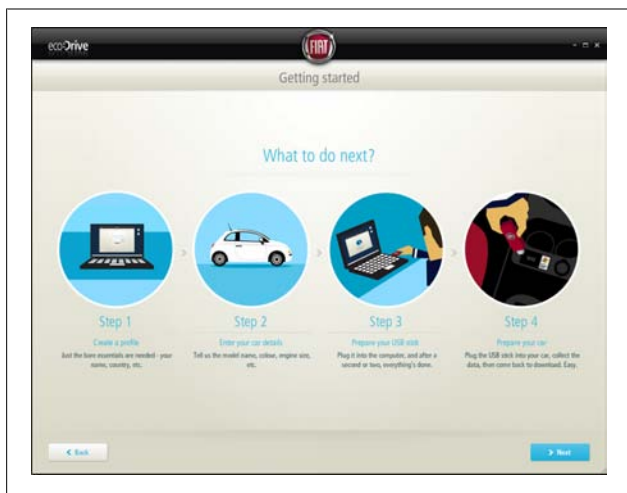 eco:Drive
FIAT
Getting started
What to do next?
Step 1
Create a profile
Just the bare essentials are needed - your
name, country, etc.
Step 2
Enter your car details
Tell us the model name, colour, engine size,
etc.
Step 3
Prepare your USB stick
Plug it into the computer, and after a
second or two, everything's done.
Step 4
Prepare your car
Plug the USB stick into your car, collect the
data, then come back to download. Easy.
Back
Next